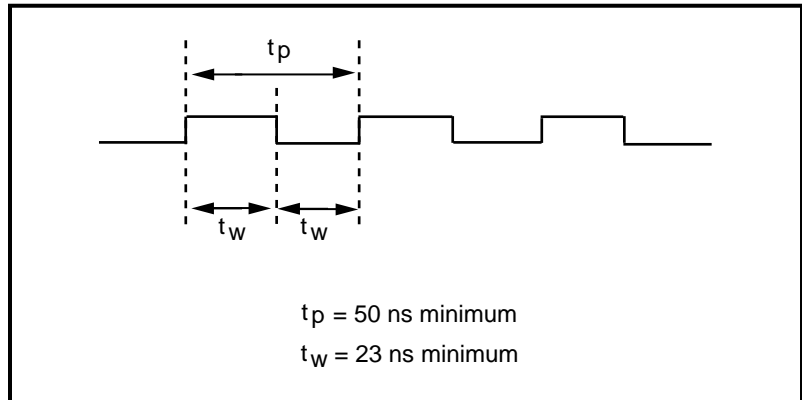 tp
tw tw
tp = 50 ns minimum
tw = 23 ns minimum